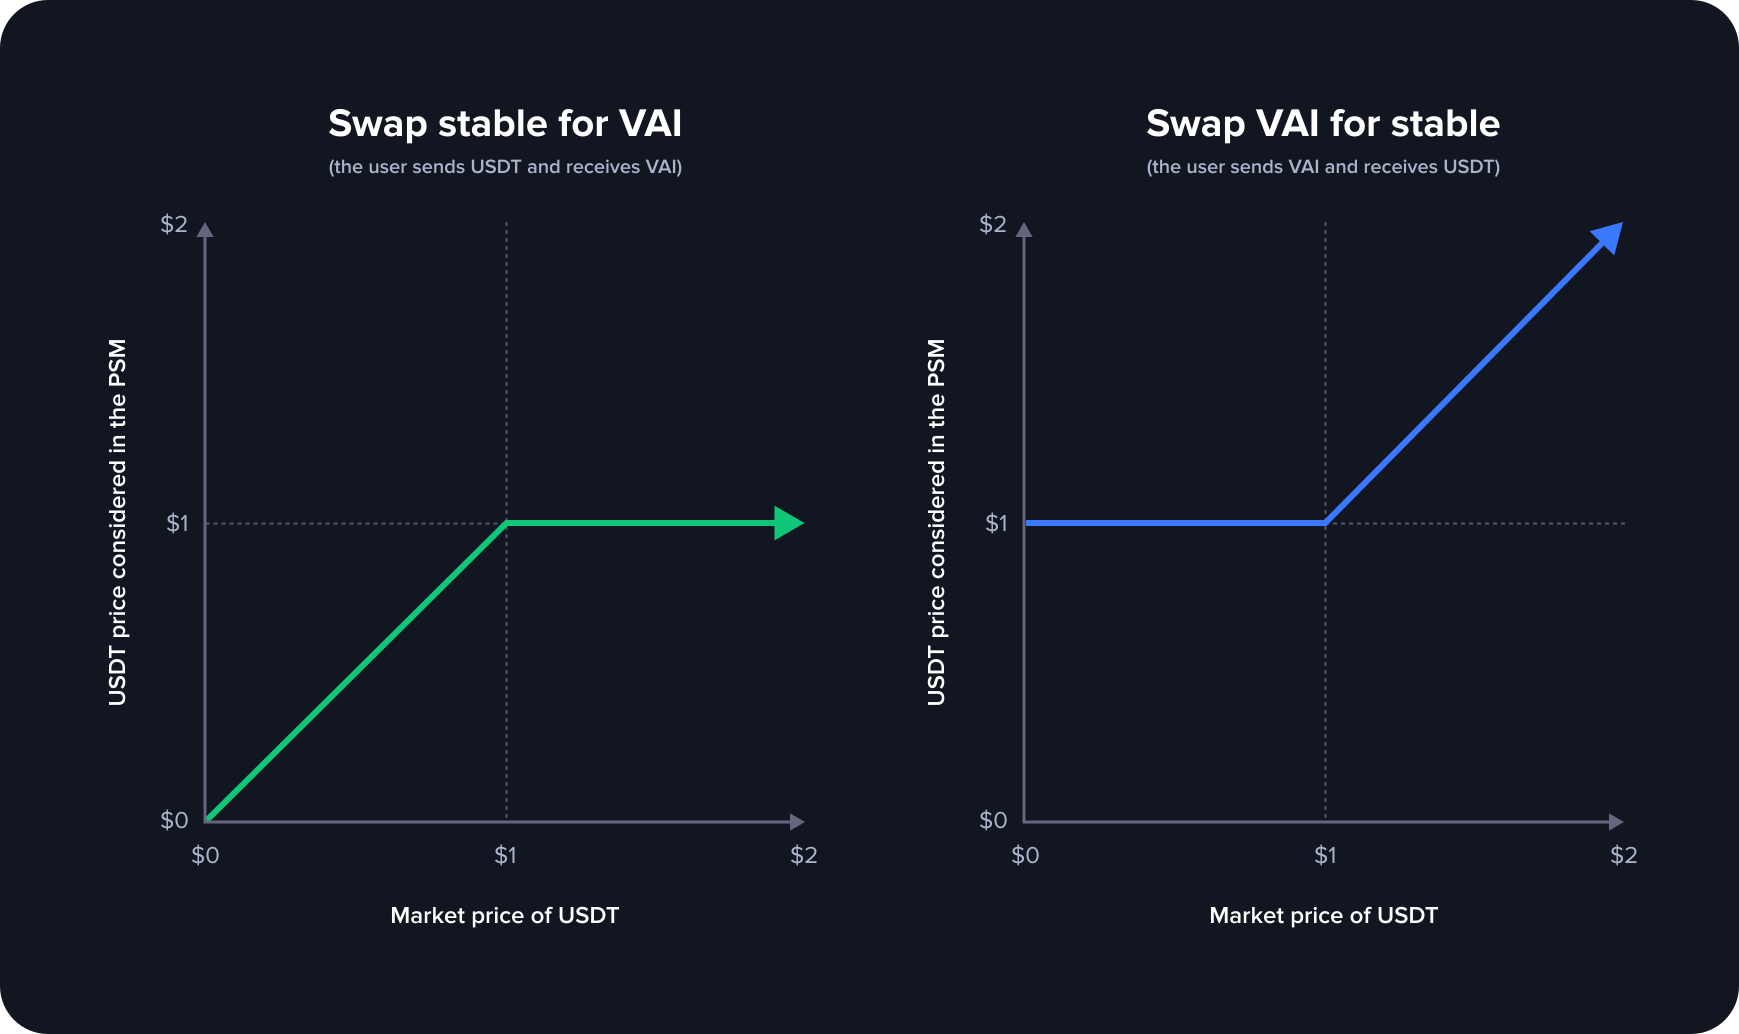 Swap stable for VAI
(the user sends USDT and receives VAI)
$2
$1
$0
USDT price considered in the PSM
$0
$1
$2
Market price of USDT
Swap VAI for stable
(the user sends VAI and receives USDT)
$2
$1
$0
USDT price considered in the PSM
$0
$1
$2
Market price of USDT